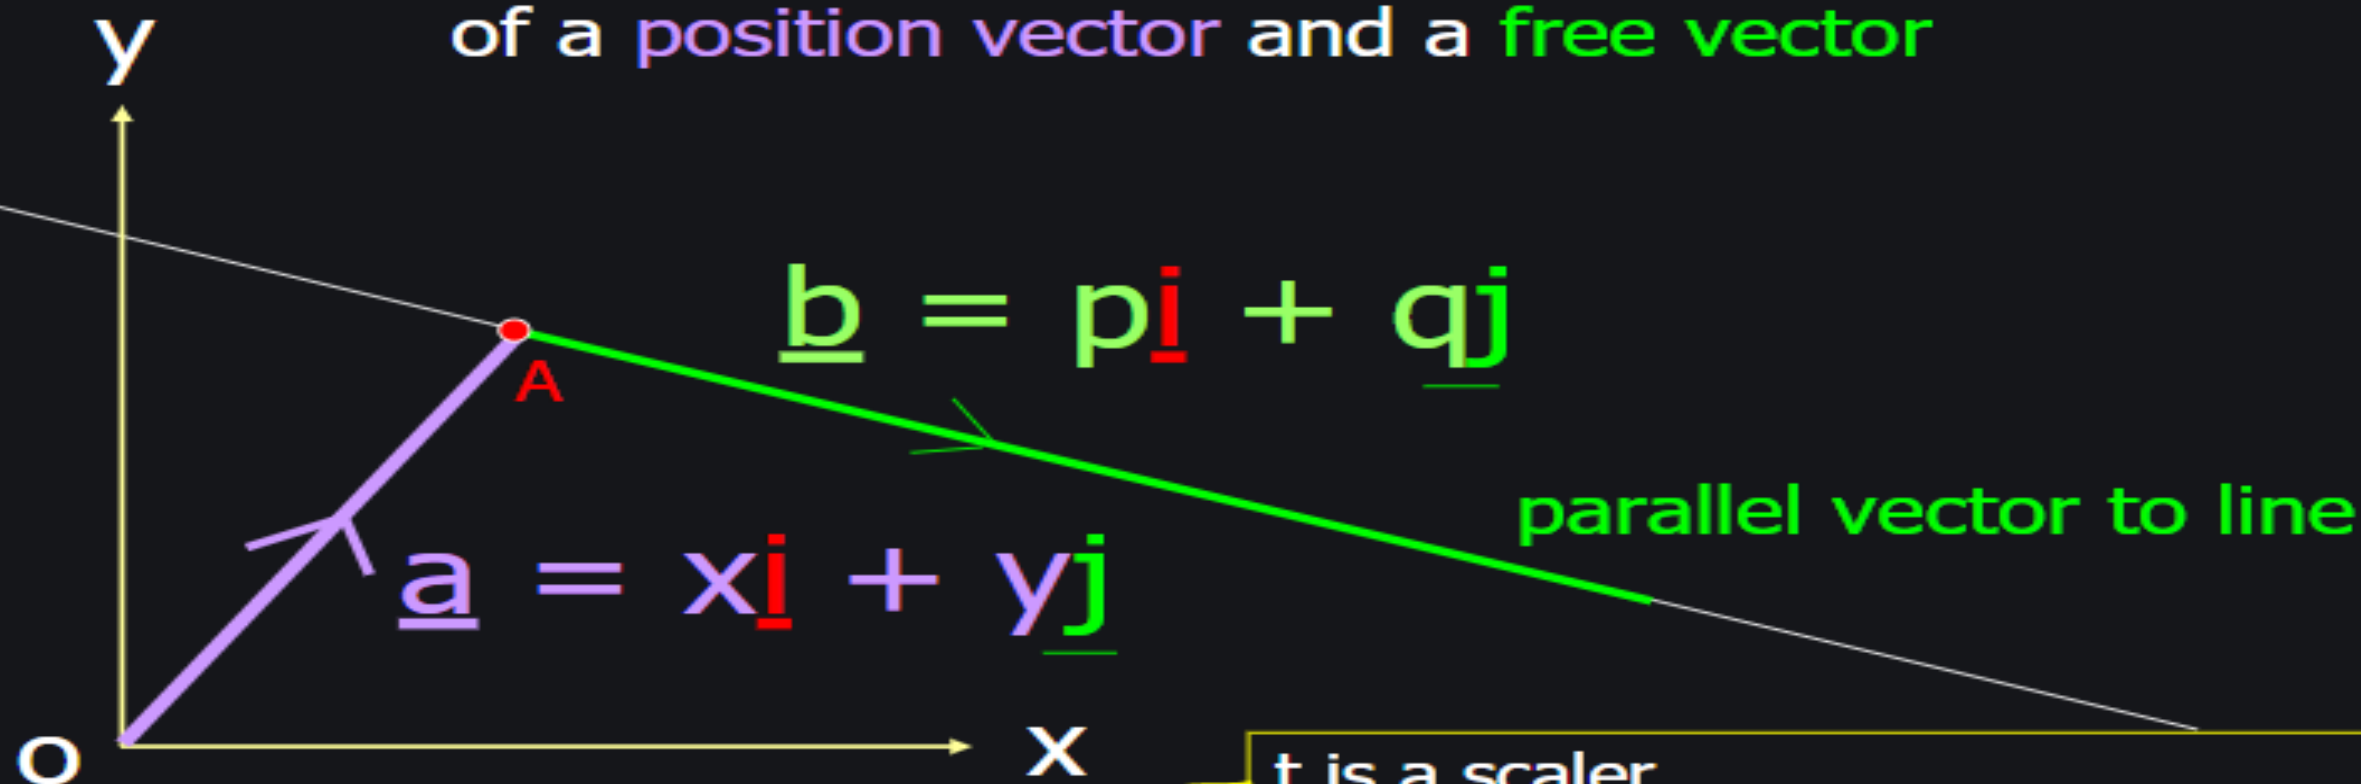 y
of a position vector and a free vector
b = pi + qj
A
parallel vector to line
a = xi + yj
O
x
t is a scaler